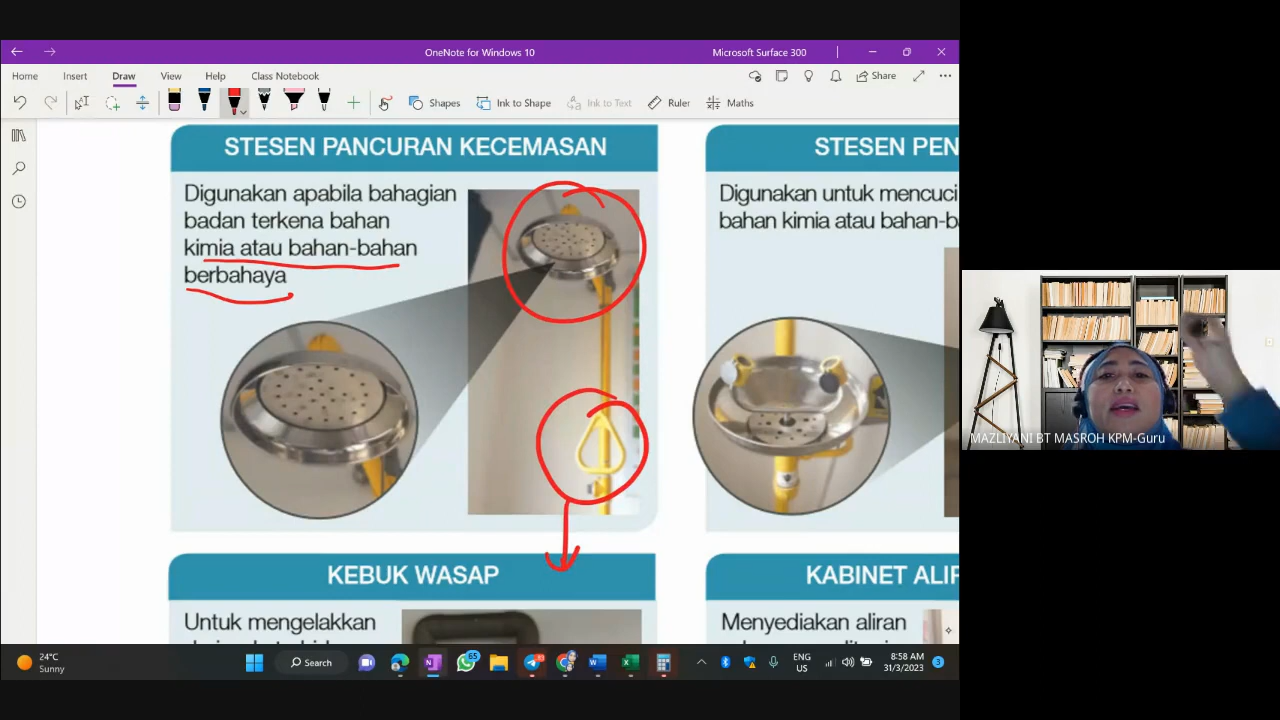 OneNote for Windows 10
Microsoft Surface 300
Home
Insert
Draw
View
Help
Class Notebook
Share
Shapes
Ink to Shape
Ink to Text
Ruler
Maths
STESEN PANCURAN KECEMASAN
Digunakan apabila bahagian
badan terkena bahan
kimia atau bahan-bahan
berbahaya
STESEN PEN
Digunakan untuk mencuci
bahan kimia atau bahan-b
KEBUK WASAP
Untuk mengelakkan
KABINET ALIF
Menyediakan aliran
MAZLIYANI BT MASROH KPM-Guru
24°C
Sunny
Search
65
ENG
US
8:58 AM
31/3/2023
3